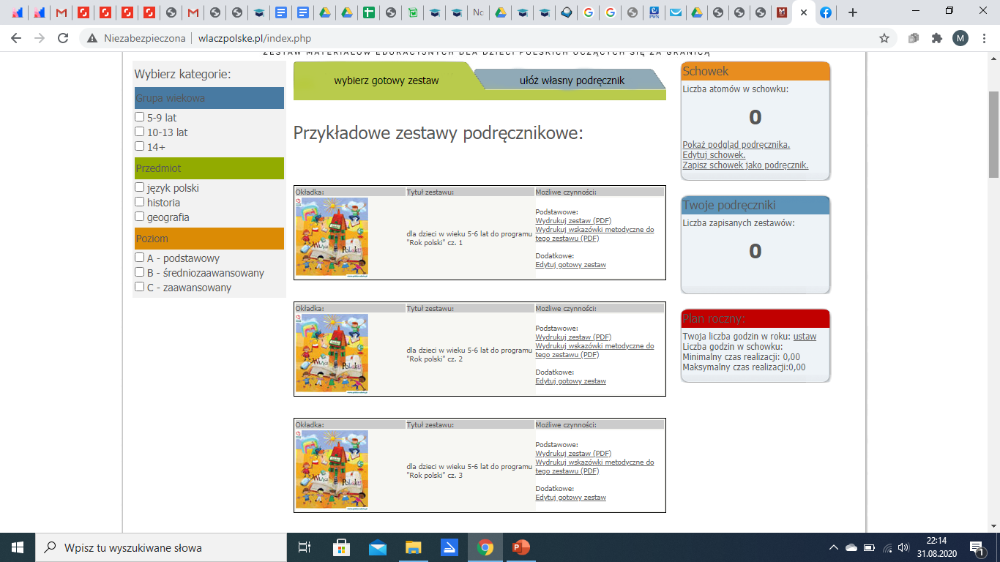 Nc
PWN
Niezabezpieczona
wlaczpolske.pl/index.php
M
ZESTAW MATERIAŁÓW EDUKACYJNYCH DLA DZIECI POLSKICH UCZĄCYCH SIĘ ZA GRANICĄ
Wybierz kategorie:
Grupa wiekowa
5-9 lat
10-13 lat
14+
Przedmiot
język polski
historia
geografia
Poziom
A - podstawowy
B - średniozaawansowany
C - zaawansowany
wybierz gotowy zestaw
ułóż własny podręcznik
Przykładowe zestawy podręcznikowe:
Okładka:
Tytuł zestawu:
Możliwe czynności:
Włącz Polskę
dla dzieci w wieku 5-6 lat do programu
"Rok polski" cz. 1
Podstawowe:
Wydrukuj zestaw (PDF)
Wydrukuj wskazówki metodyczne do
tego zestawu (PDF)
Dodatkowe:
Edytuj gotowy zestaw
Okładka:
Tytuł zestawu:
Możliwe czynności:
Włącz Polskę
dla dzieci w wieku 5-6 lat do programu
"Rok polski" cz. 2
Podstawowe:
Wydrukuj zestaw (PDF)
Wydrukuj wskazówki metodyczne do
tego zestawu (PDF)
Dodatkowe:
Edytuj gotowy zestaw
Okładka:
Tytuł zestawu:
Możliwe czynności:
Włącz Polskę
dla dzieci w wieku 5-6 lat do programu
"Rok polski" cz. 3
Podstawowe:
Wydrukuj zestaw (PDF)
Wydrukuj wskazówki metodyczne do
tego zestawu (PDF)
Dodatkowe:
Edytuj gotowy zestaw
Schowek
Liczba atomów w schowku:
0
Pokaż podgląd podręcznika.
Edytuj schowek.
Zapisz schowek jako podręcznik.
Twoje podręczniki
Liczba zapisanych zestawów:
0
Plan roczny:
Twoja liczba godzin w roku: ustaw
Liczba godzin w schowku:
Minimalny czas realizacji: 0,00
Maksymalny czas realizacji:0,00
Wpisz tu wyszukiwane słowa
22:14
31.08.2020
1